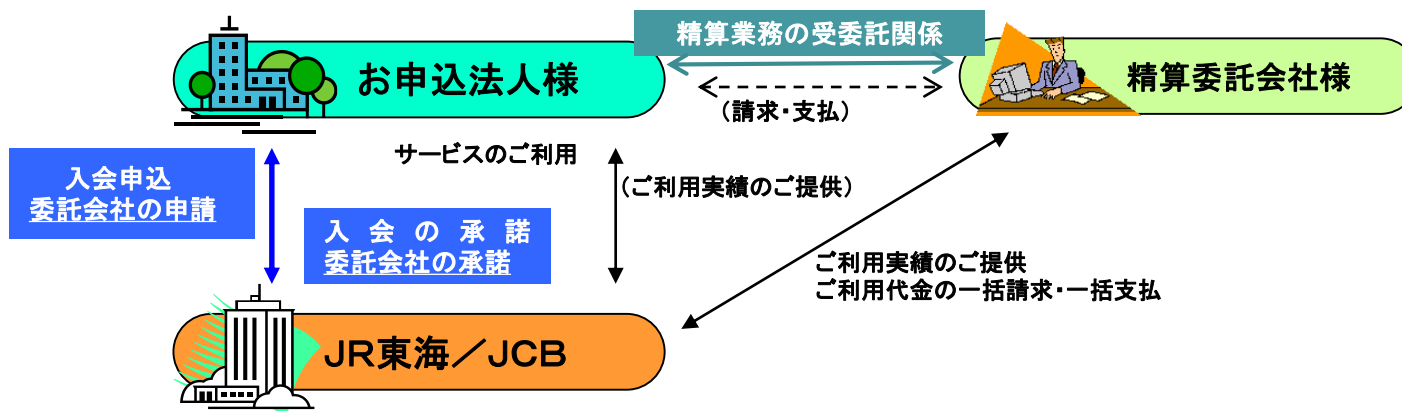 精算業務の受委託関係
お申込法人様
精算委託会社様
（請求・支払）
サービスのご利用
入会申込
委託会社の申請
（ご利用実績のご提供）
入会の承諾
委託会社の承諾
ご利用実績のご提供
ご利用代金の一括請求・一括支払
ＪＲ東海／ＪＣＢ